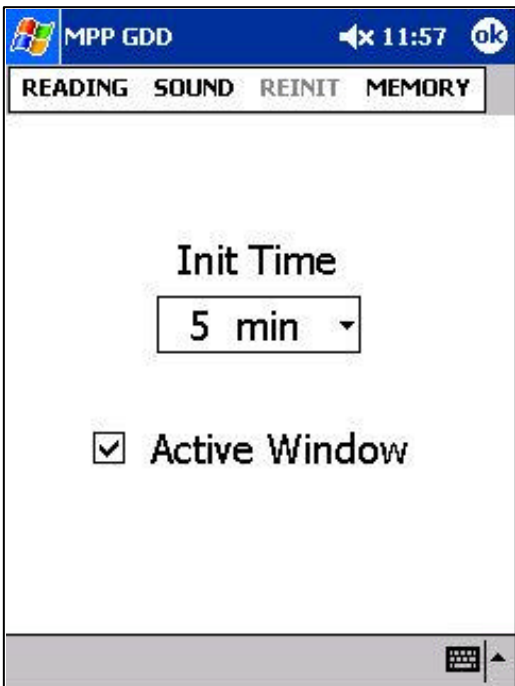 MPP GDD 11:57 ok
READING SOUND REINIT MEMORY
Init Time
5 min
Active Window